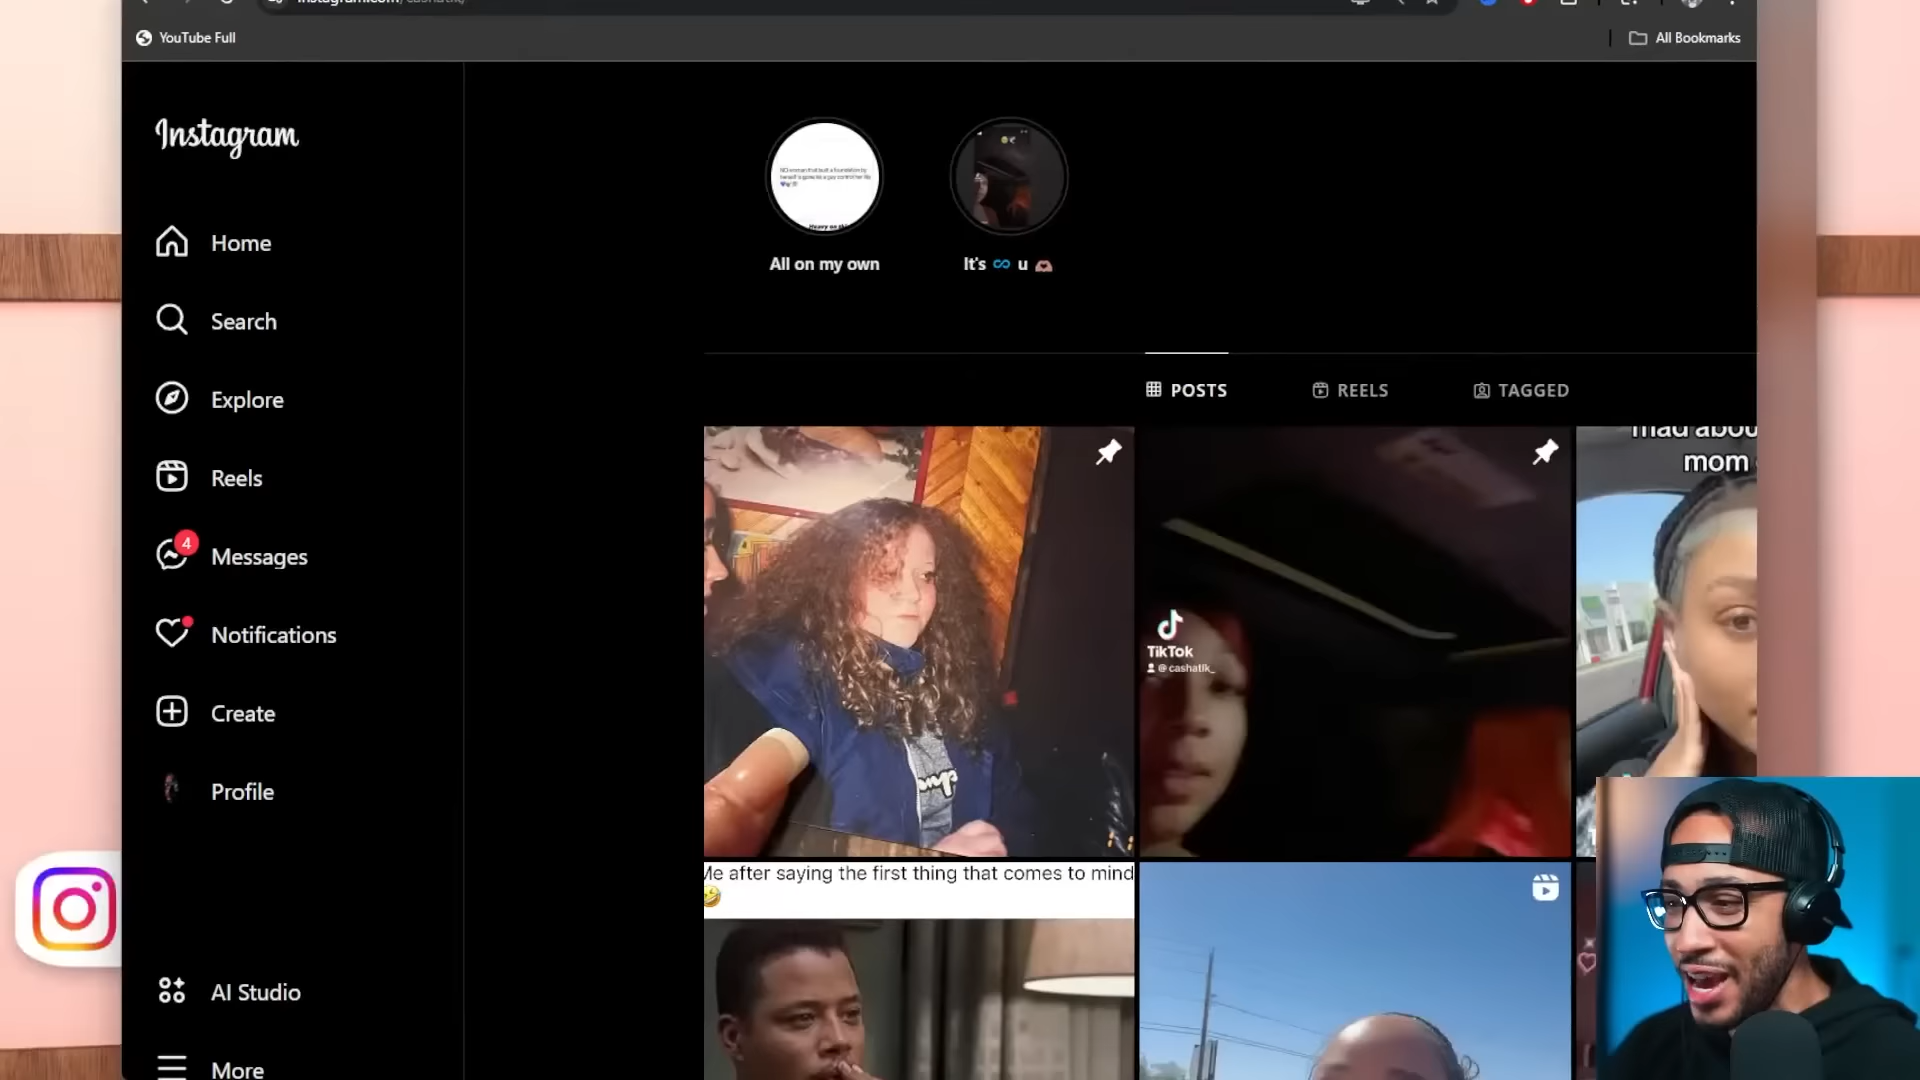 YouTube Full
All Bookmarks
Instagram
All on my own
It's ∞ u
Home
Search
Explore
Reels
4
Messages
Notifications
Create
Profile
AI Studio
More
POSTS
REELS
TAGGED
mad abou
mom
TikTok
@cashatik_
Me after saying the first thing that comes to mind
🤣